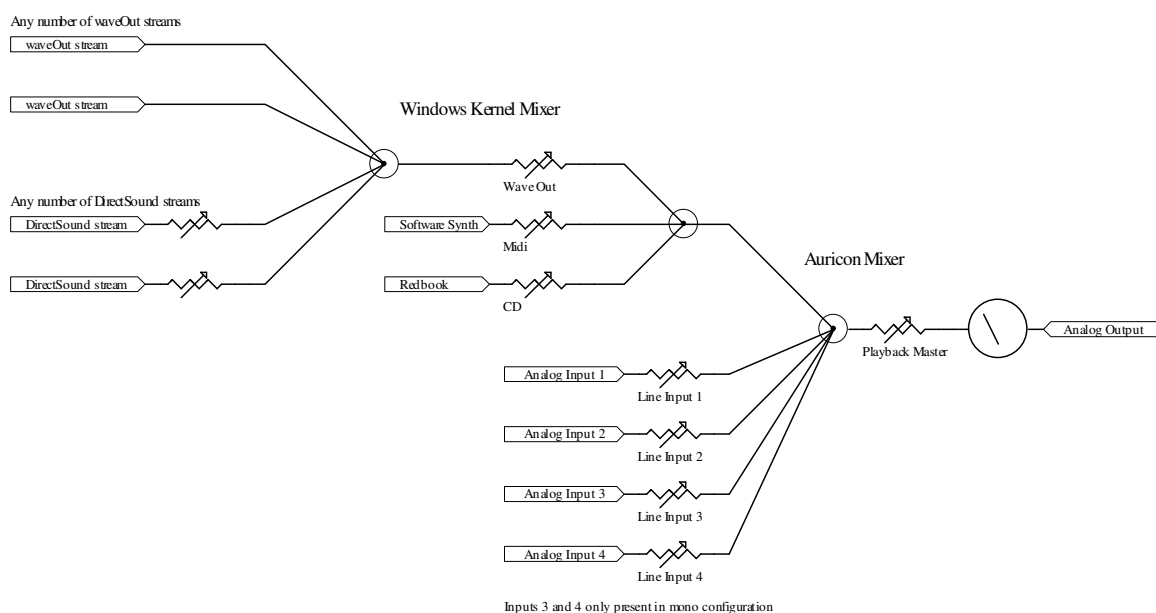 Any number of waveOut streams
waveOut stream
waveOut stream
Windows Kernel Mixer
WaveOut
Any number of DirectSound streams
DirectSound stream
Software Synth
Midi
DirectSound stream
Redbook
CD
Auricon Mixer
Playback Master
Analog Output
Analog Input 1
Line Input 1
Analog Input 2
Line Input 2
Analog Input 3
Line Input 3
Analog Input 4
Line Input 4
Inputs 3 and 4 only present in mono configuration